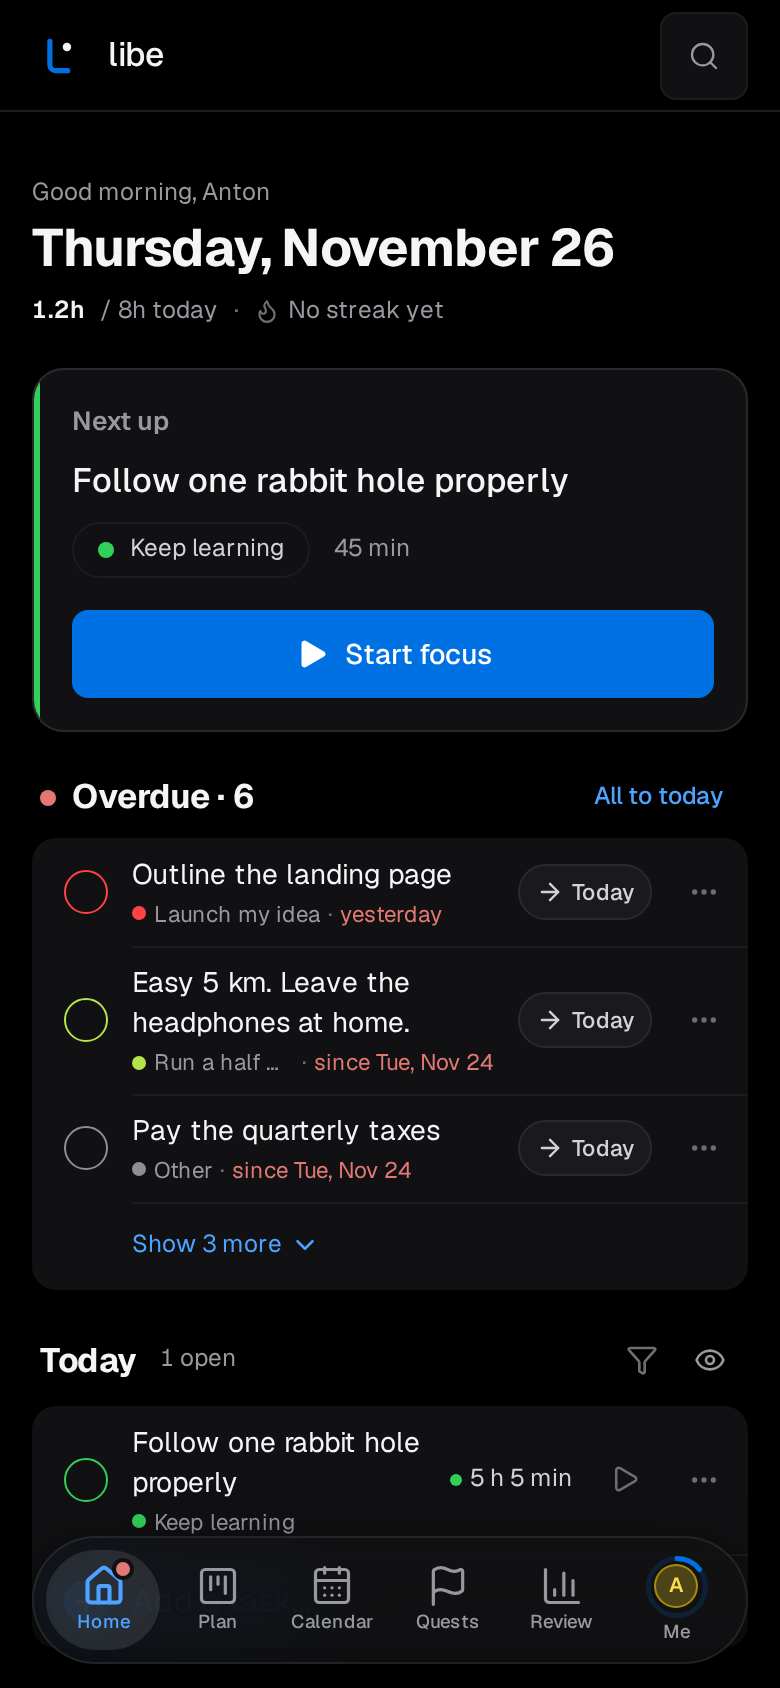 libe
Good morning, Anton
Thursday, November 26
1.2h / 8h today · No streak yet
Next up
Follow one rabbit hole properly
Keep learning 45 min
Start focus
Overdue · 6 All to today
Outline the landing page
Launch my idea · yesterday
Today
Easy 5 km. Leave the
headphones at home.
Run a half ... · since Tue, Nov 24
Today
Pay the quarterly taxes
Other · since Tue, Nov 24
Today
Show 3 more
Today 1 open
Follow one rabbit hole
properly
5 h 5 min
Keep learning
Add a task...
Home Plan Calendar Quests Review A Me